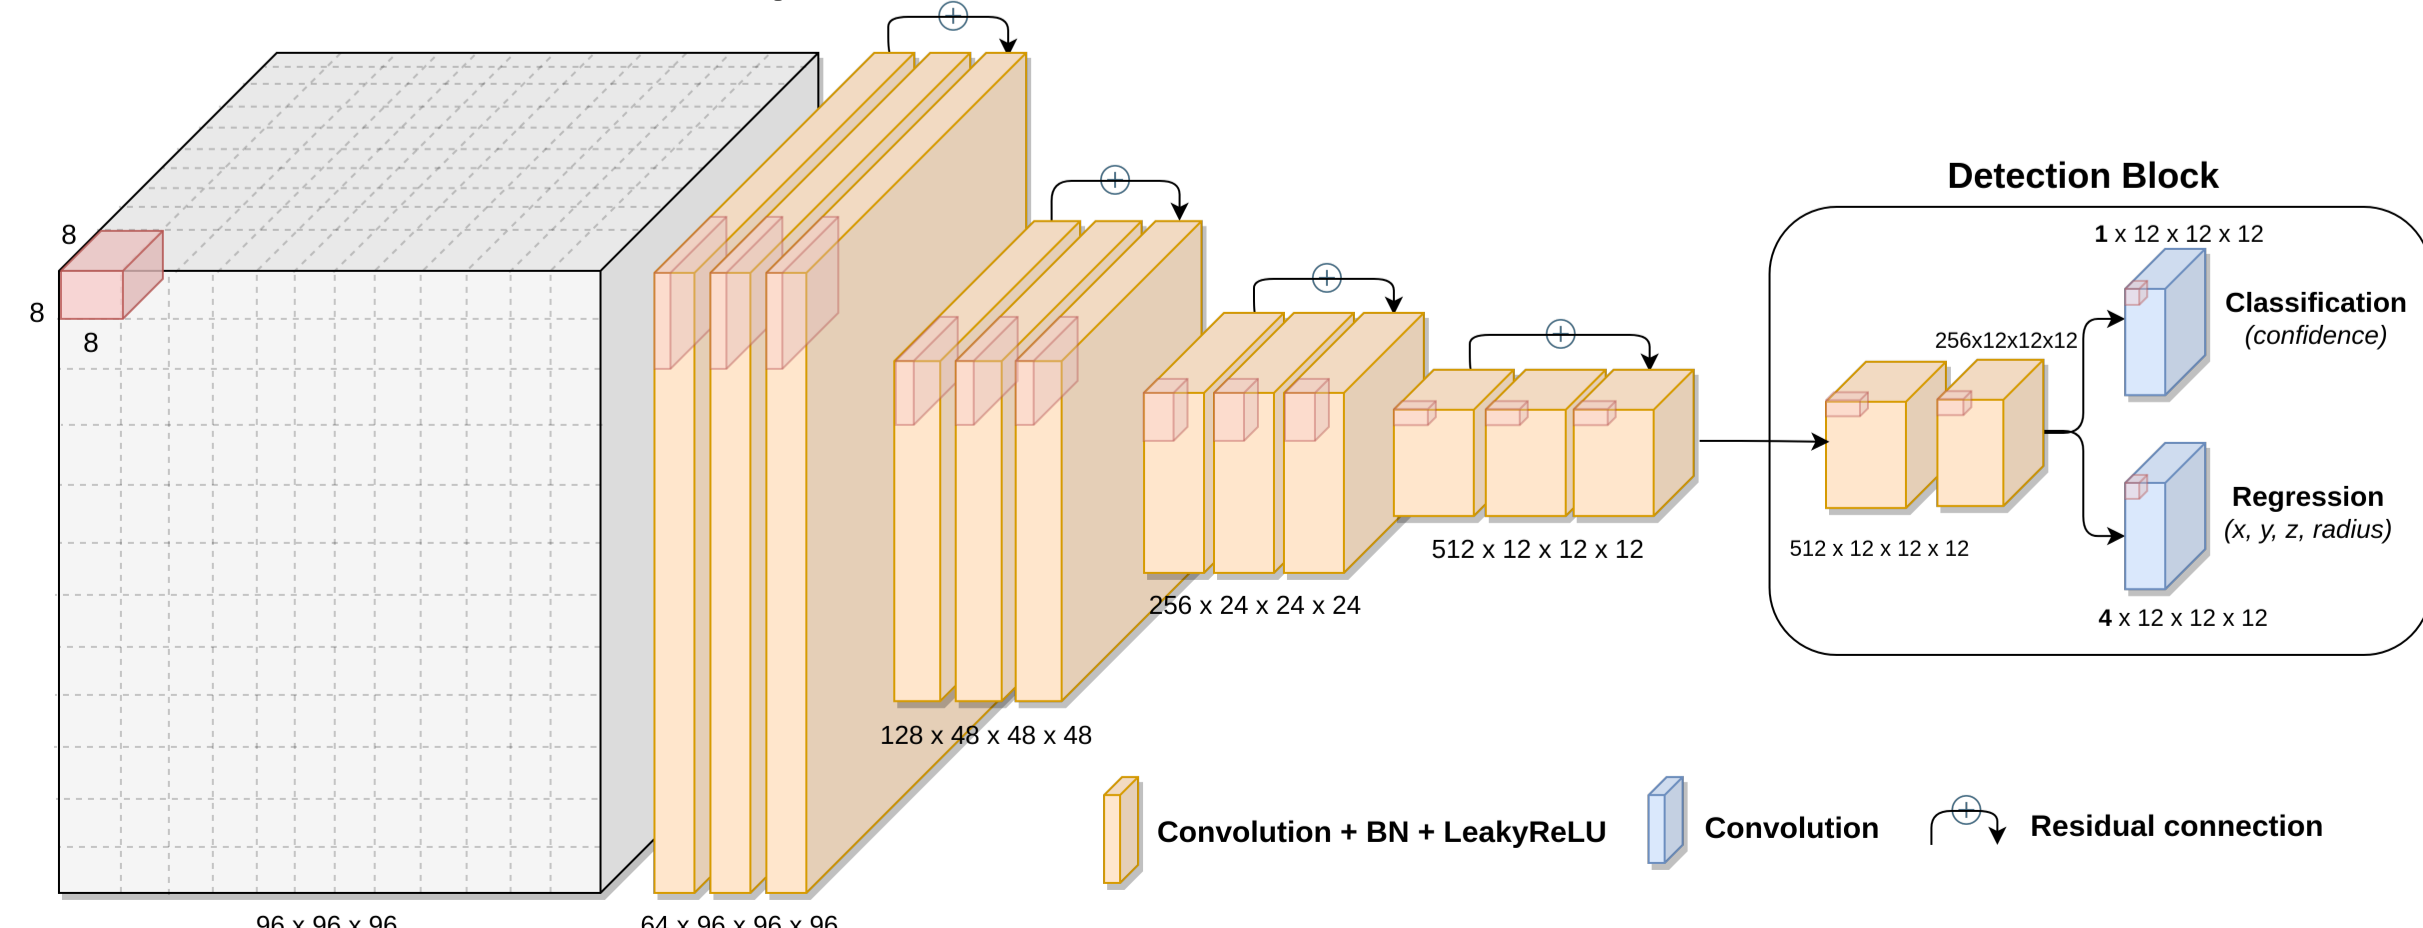 8
8
8
96 x 96 x 96
64 x 96 x 96 x 96
128 x 48 x 48 x 48
256 x 24 x 24 x 24
512 x 12 x 12 x 12
Detection Block
512 x 12 x 12 x 12
256x12x12x12
1 x 12 x 12 x 12
Classification
(confidence)
Regression
(x, y, z, radius)
4 x 12 x 12 x 12
Convolution + BN + LeakyReLU
Convolution
Residual connection